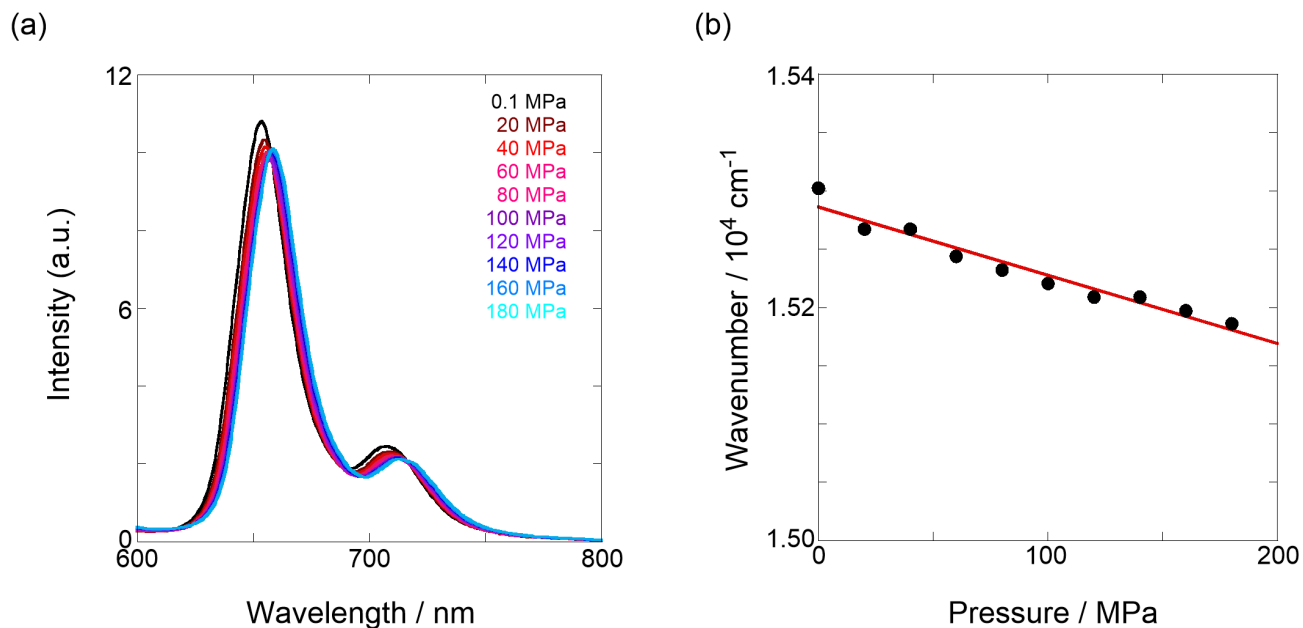 (a)
12
6
0
600
700
800
Intensity (a.u.)
Wavelength / nm
0.1 MPa
20 MPa
40 MPa
60 MPa
80 MPa
100 MPa
120 MPa
140 MPa
160 MPa
180 MPa
(b)
1.54
1.52
1.50
0
100
200
Wavenumber / 10⁴ cm⁻¹
Pressure / MPa